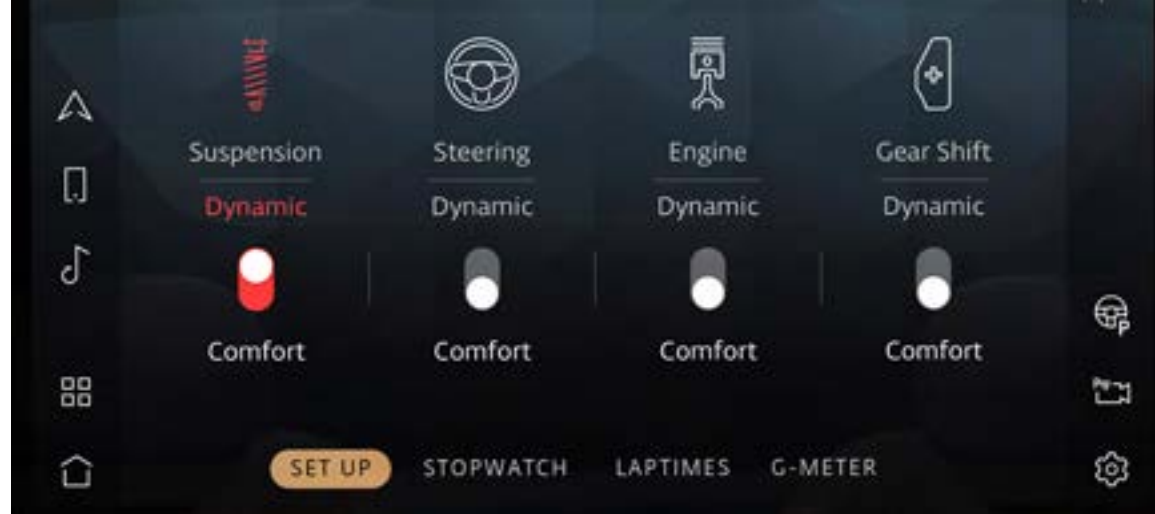 Suspension
Steering
Engine
Gear Shift
Dynamic
Dynamic
Dynamic
Dynamic
Comfort
Comfort
Comfort
Comfort
P
SET UP
STOPWATCH
LAPTIMES
G-METER